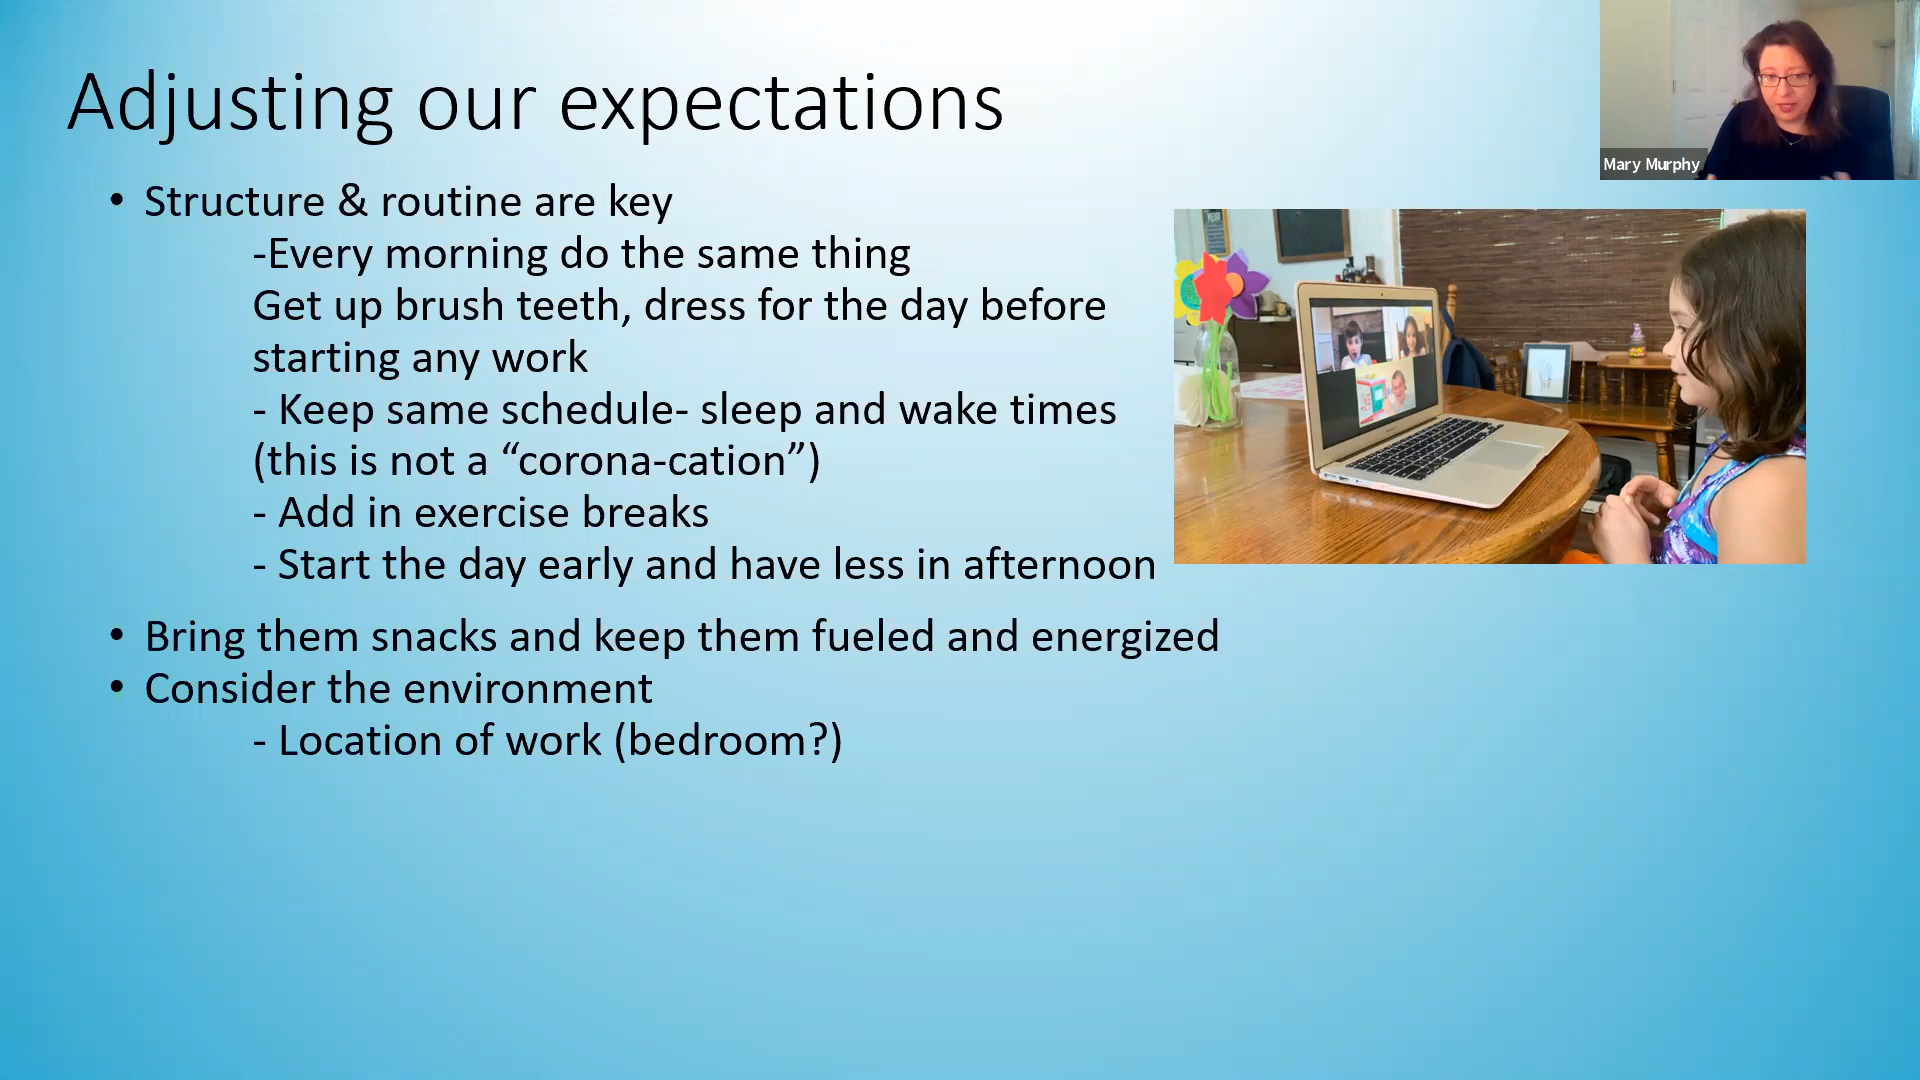 Adjusting our expectations
Mary Murphy
• Structure & routine are key
-Every morning do the same thing
Get up brush teeth, dress for the day before
starting any work
- Keep same schedule- sleep and wake times
(this is not a “corona-cation”)
- Add in exercise breaks
- Start the day early and have less in afternoon
• Bring them snacks and keep them fueled and energized
• Consider the environment
- Location of work (bedroom?)